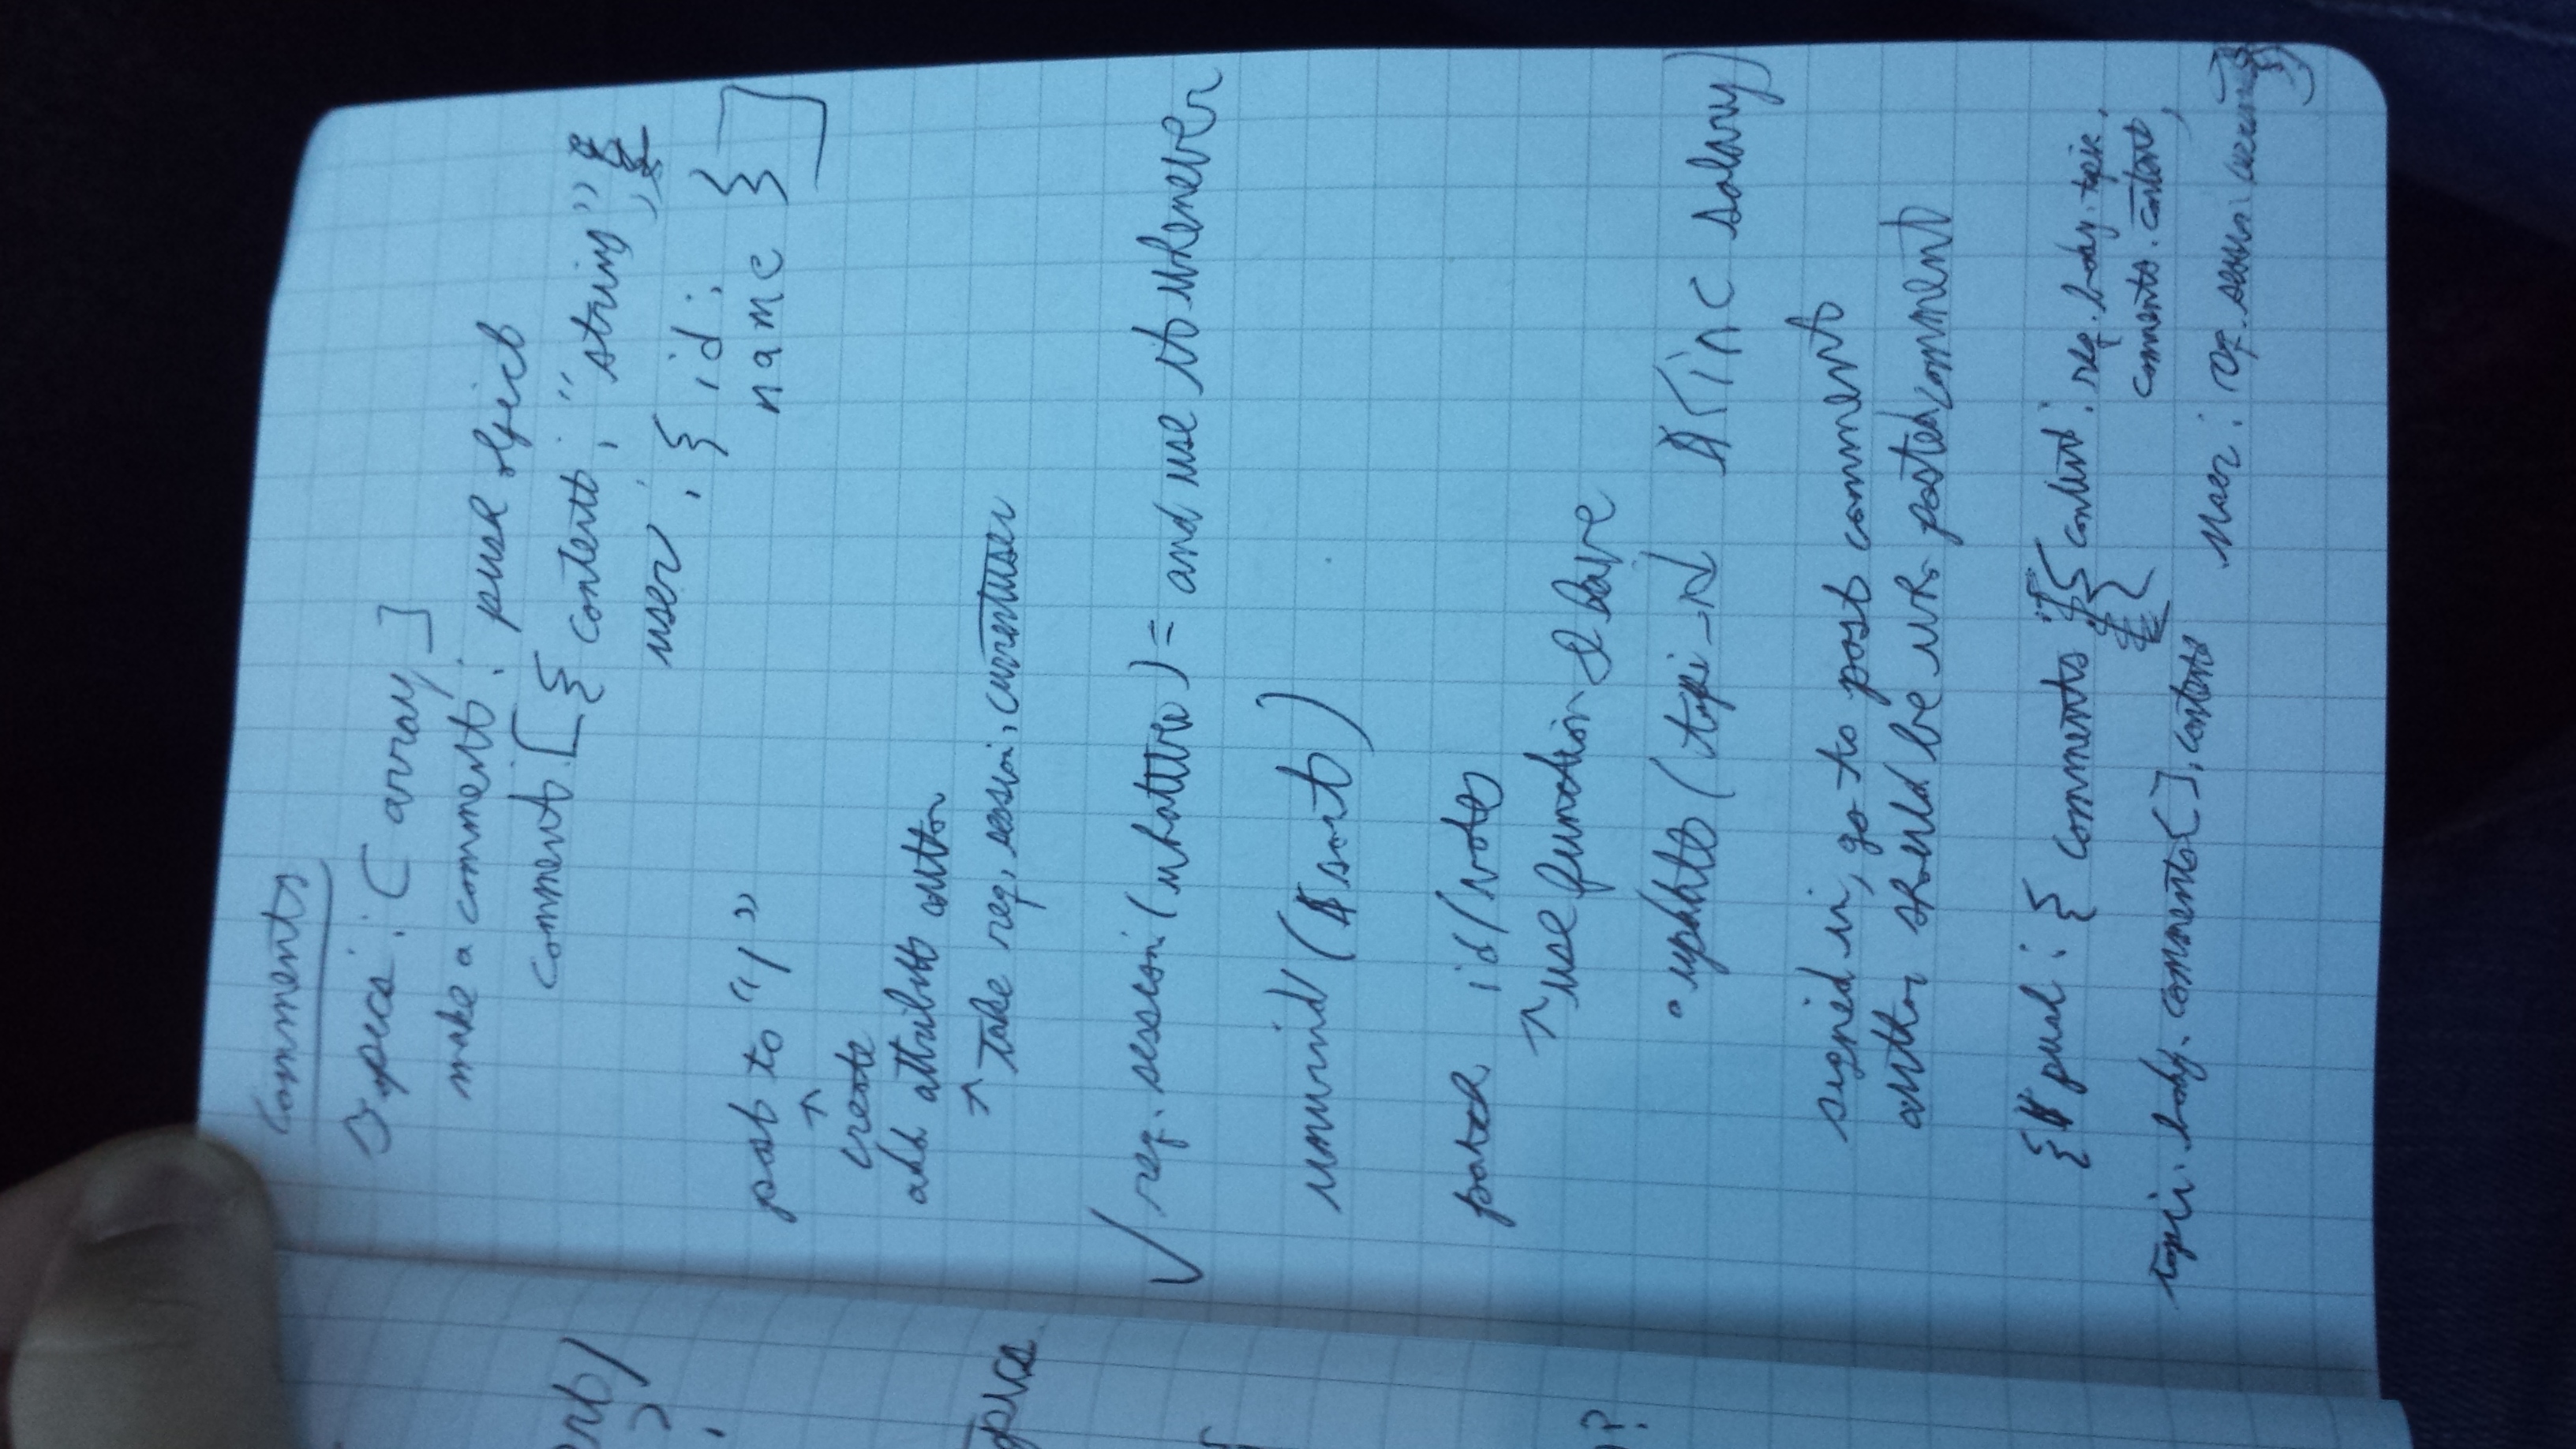 comments
Topics : [ array ]
make a comment : push object
comment : [ { content : "string",
user : { id :
name } ]
post to "/"
↑
create
add attribute author
↑ take req. session. currentuser
✓ req. session (whatever) = and use it whenever
unwind ($sort)
patch id/votes
↑ use function I have
• update (topic_id $inc salary)
signed in, go to post comment
author should be who posted comment
{$push : { comments : { content : req. body. topic.
comments. content,
topic. body. comments[]. content
user : req. session.
ert)
?
opics.
?